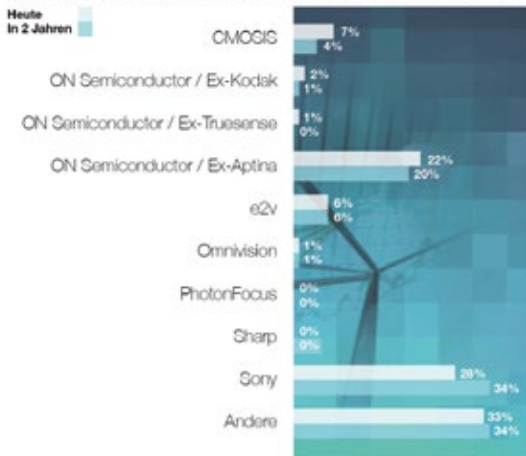 Heute
In 2 Jahren
CMOSIS
7%
4%
ON Semiconductor / Ex-Kodak
2%
1%
ON Semiconductor / Ex-Truesense
1%
0%
ON Semiconductor / Ex-Aptina
22%
20%
e2v
6%
6%
Omnivision
1%
1%
PhotonFocus
0%
0%
Sharp
0%
0%
Sony
28%
34%
Andere
33%
34%